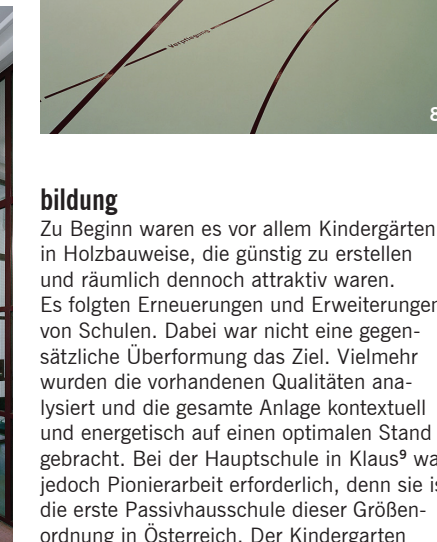 Verpflegung
8
bildung
Zu Beginn waren es vor allem Kindergärten
in Holzbauweise, die günstig zu erstellen
und räumlich dennoch attraktiv waren.
Es folgten Erneuerungen und Erweiterungen
von Schulen. Dabei war nicht eine gegen-
sätzliche Überformung das Ziel. Vielmehr
wurden die vorhandenen Qualitäten ana-
lysiert und die gesamte Anlage kontextuell
und energetisch auf einen optimalen Stand
gebracht. Bei der Hauptschule in Klaus⁹ wa
jedoch Pionierarbeit erforderlich, denn sie is
die erste Passivhausschule dieser Größen-
ordnung in Österreich. Der Kindergarten